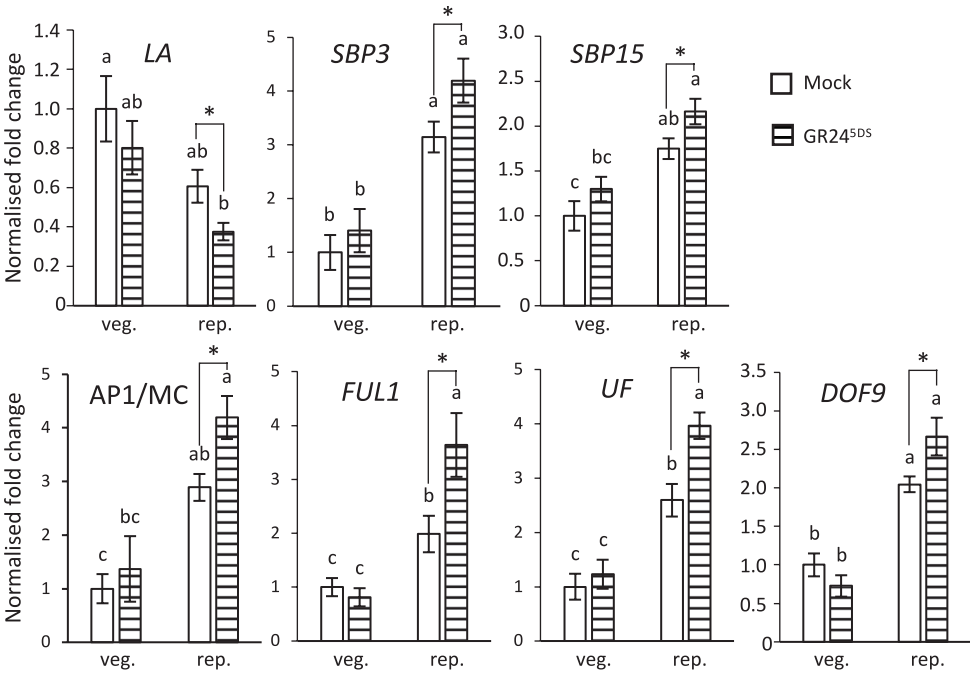 LA
Normalised fold change
1.4
1.2
1.0
0.8
0.6
0.4
0.2
0
a
ab
ab
b
*
veg.
rep.
SBP3
5
4
3
2
1
0
b
b
a
a
*
veg.
rep.
SBP15
3.0
2.5
2.0
1.5
1.0
0.5
0
c
bc
ab
a
*
veg.
rep.
Mock
GR24⁵ᴰˢ
AP1/MC
Normalised fold change
5
4
3
2
1
0
c
bc
ab
a
*
veg.
rep.
FUL1
5
4
3
2
1
0
c
c
b
a
*
veg.
rep.
UF
5
4
3
2
1
0
c
c
b
a
*
veg.
rep.
DOF9
3.5
3.0
2.5
2.0
1.5
1.0
0.5
0
b
b
a
a
*
veg.
rep.